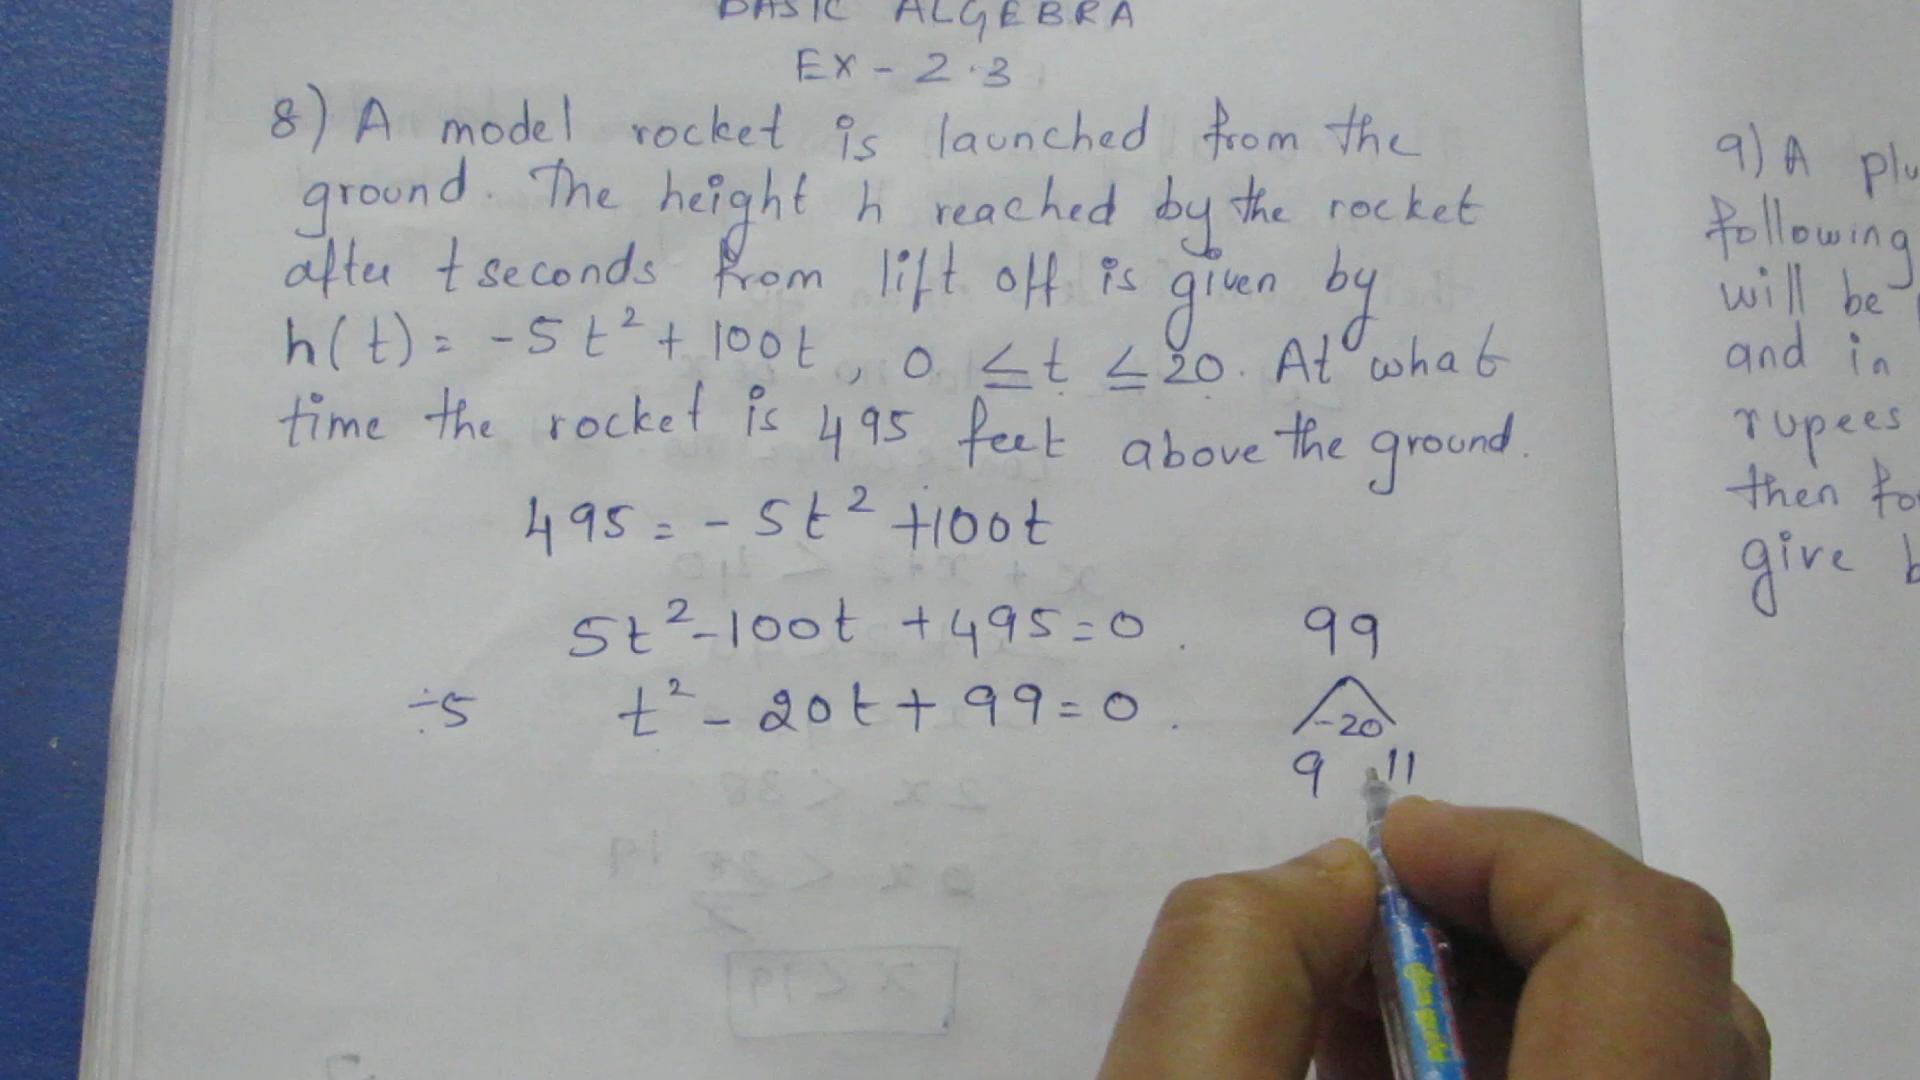 BASIC ALGEBRA
EX - 2.3
8) A model rocket is launched from the
ground. The height h reached by the rocket
after t seconds from lift off is given by
h(t) = -5t² + 100t, 0 ≤ t ≤ 20. At what
time the rocket is 495 feet above the ground.
495 = -5t² +100t
5t² - 100t + 495 = 0.
÷5 t² - 20t + 99 = 0.
99
-20
9 11
9) A
following
will be
and in
rupees
then
give